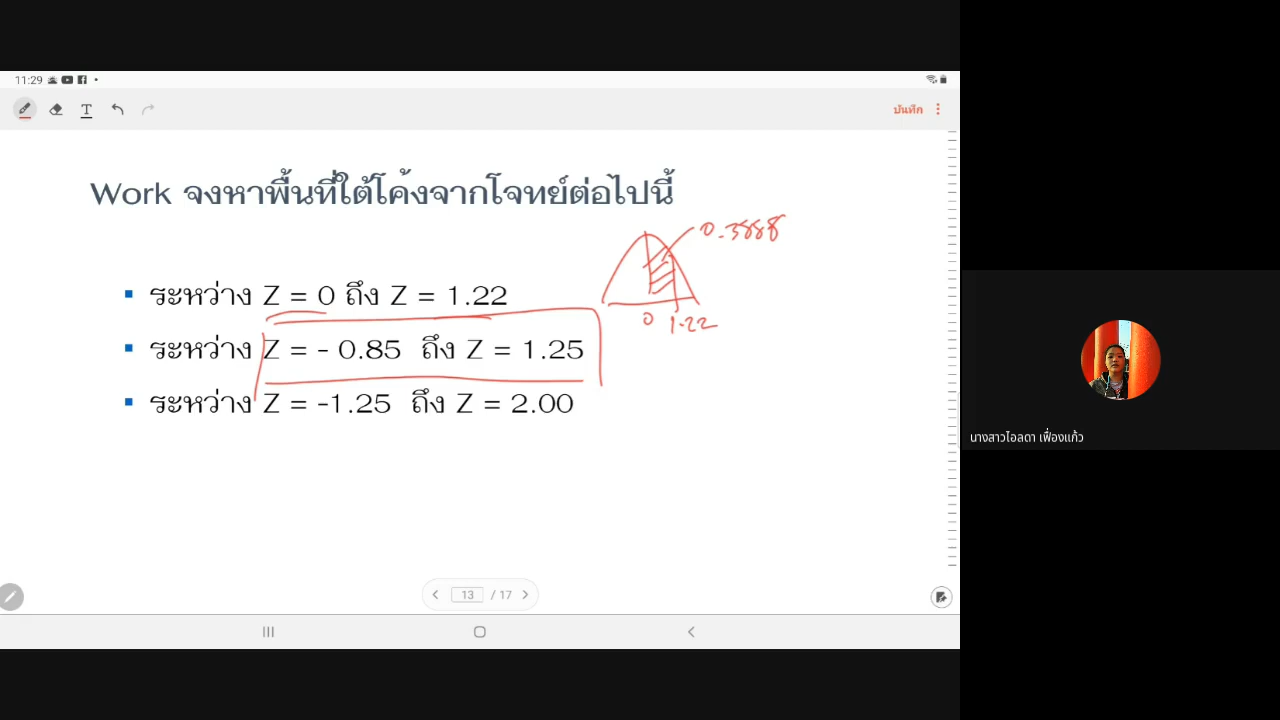 11:29
บันทึก
Work จงหาพื้นที่ใต้โค้งจากโจทย์ต่อไปนี้
0.3888
▪ ระหว่าง Z = 0 ถึง Z = 1.22
0 1.22
▪ ระหว่าง Z = - 0.85 ถึง Z = 1.25
▪ ระหว่าง Z = -1.25 ถึง Z = 2.00
นางสาวไอลดา เฟื่องแก้ว
13 / 17